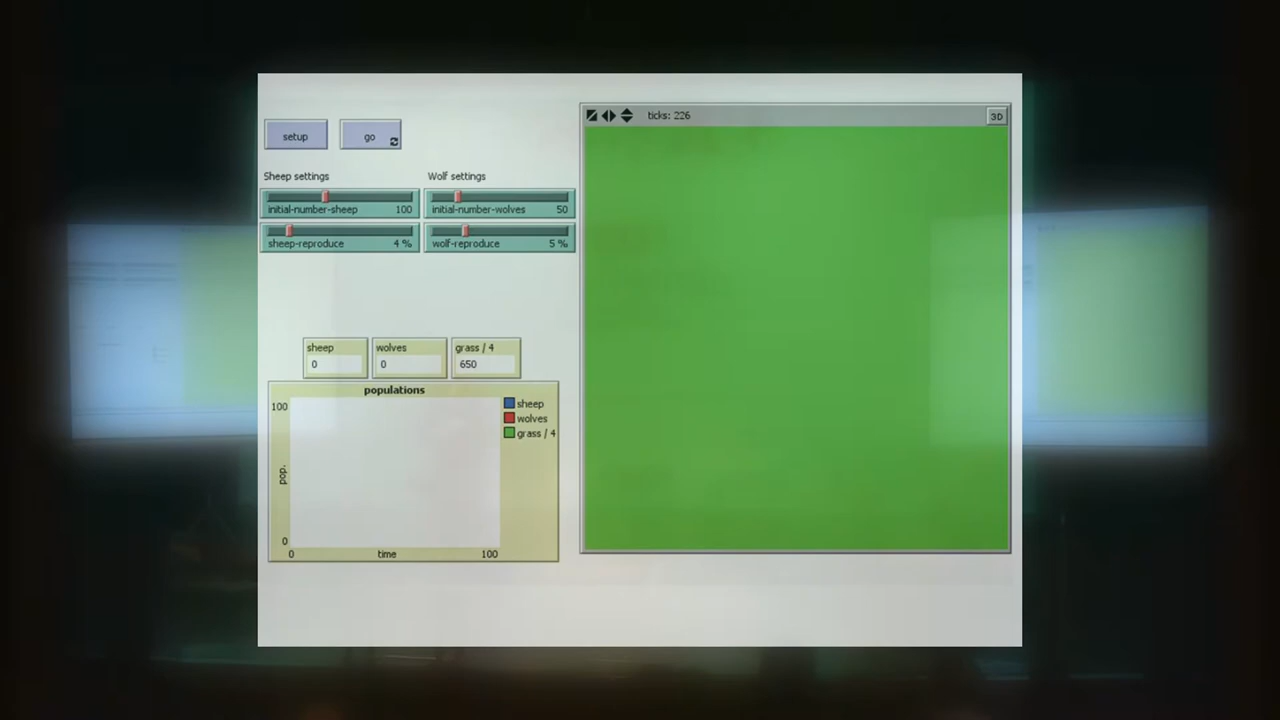 ticks: 226
3D
setup
go
Sheep settings
Wolf settings
initial-number-sheep 100
initial-number-wolves 50
sheep-reproduce 4 %
wolf-reproduce 5 %
sheep
wolves
grass / 4
0
0
650
populations
100
pop.
0
0
time
100
sheep
wolves
grass / 4